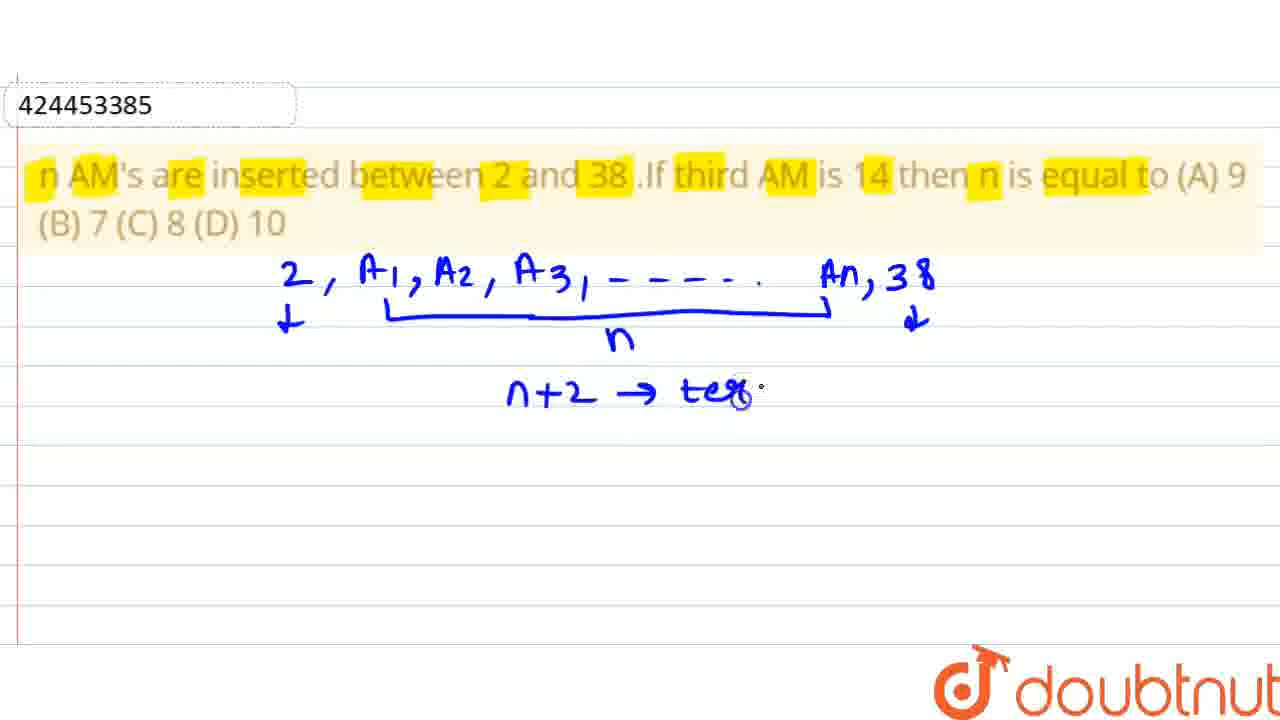 424453385
n AM's are inserted between 2 and 38 .If third AM is 14 then n is equal to (A) 9
(B) 7 (C) 8 (D) 10
2, A1, A2, A3, ----- . An, 38
n
n+2 → ter
doubtnut